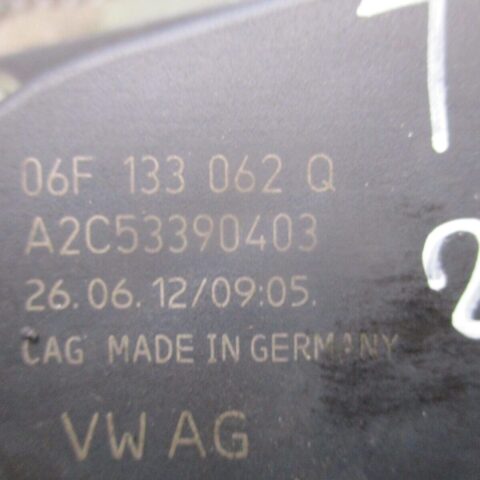 06F 133 062 Q
A2C53390403
26.06.12/09:05.
CAG MADE IN GERMANY
VW AG